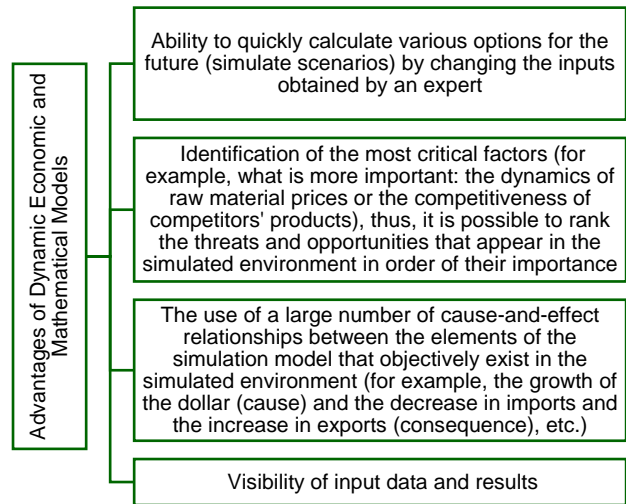 Advantages of Dynamic Economic and
Mathematical Models
Ability to quickly calculate various options for the
future (simulate scenarios) by changing the inputs
obtained by an expert
Identification of the most critical factors (for
example, what is more important: the dynamics of
raw material prices or the competitiveness of
competitors' products), thus, it is possible to rank
the threats and opportunities that appear in the
simulated environment in order of their importance
The use of a large number of cause-and-effect
relationships between the elements of the
simulation model that objectively exist in the
simulated environment (for example, the growth of
the dollar (cause) and the decrease in imports and
the increase in exports (consequence), etc.)
Visibility of input data and results